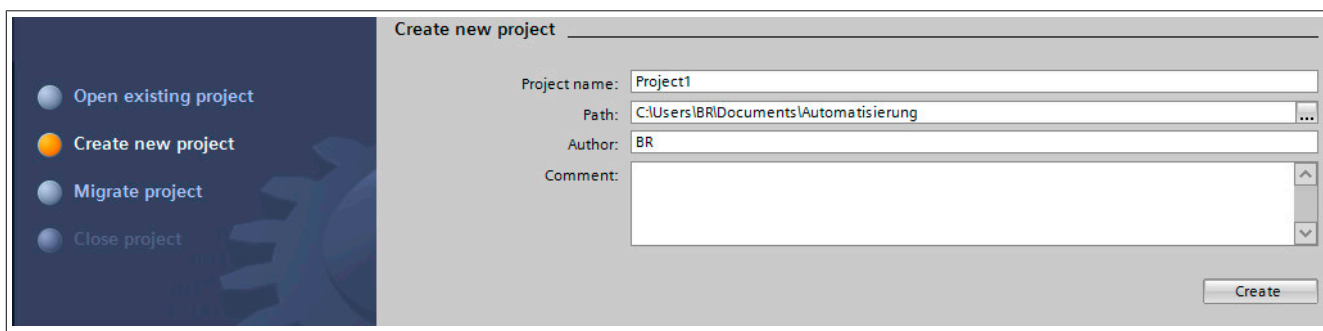 Open existing project
Create new project
Migrate project
Close project
Create new project
Project name: Project1
Path: C:\Users\BR\Documents\Automatisierung ...
Author: BR
Comment:
Create